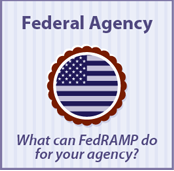 Federal Agency
What can FedRAMP do
for your agency?